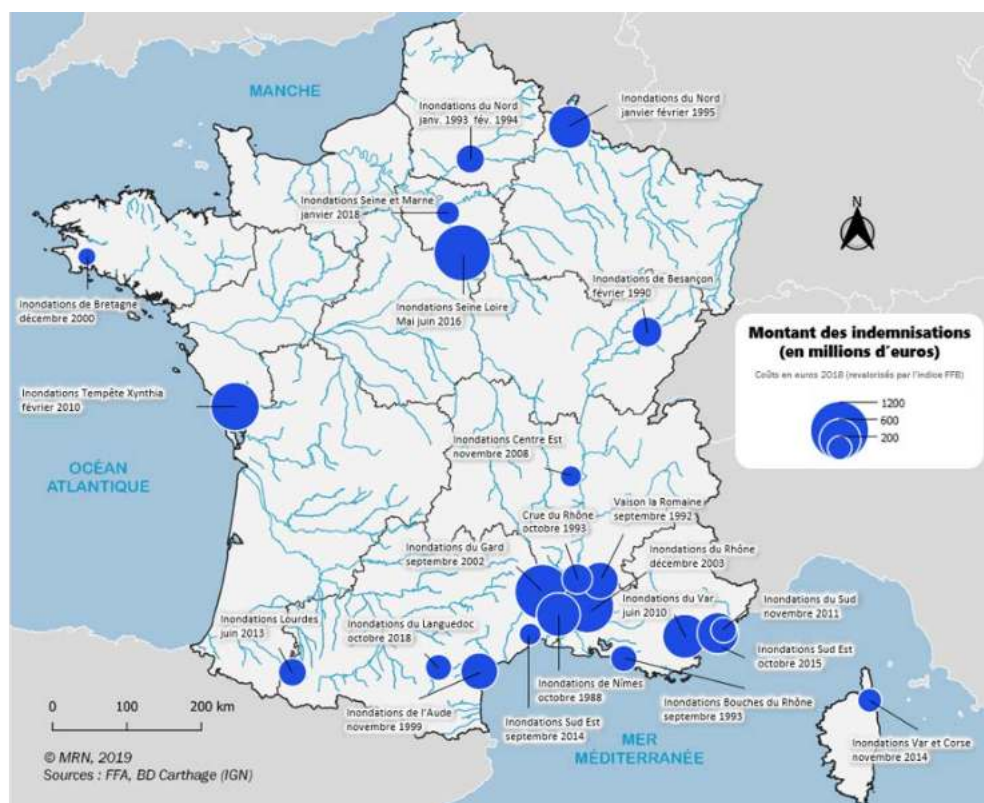 MANCHE
Inondations du Nord
janv. 1993 fév. 1994
Inondations du Nord
janvier février 1995
Inondations Seine et Marne
janvier 2018
N
Inondations de Bretagne
décembre 2000
Inondations Seine Loire
Mai juin 2016
Inondations de Besançon
février 1990
Montant des indemnisations
(en millions d'euros)
Coûts en euros 2018 (revalorisés par l'indice FFB)
1200
600
200
Inondations Tempête Xynthia
février 2010
OCÉAN
ATLANTIQUE
Inondations Centre Est
novembre 2008
Vaison la Romaine
septembre 1992
Crue du Rhône
octobre 1993
Inondations du Gard
septembre 2002
Inondations du Rhône
décembre 2003
Inondations du Var
juin 2010
Inondations du Sud
novembre 2011
Inondations Lourdes
juin 2013
Inondations du Languedoc
octobre 2018
Inondations Sud Est
octobre 2015
Inondations de Nîmes
octobre 1988
Inondations Bouches du Rhône
septembre 1993
Inondations de l'Aude
novembre 1999
Inondations Sud Est
septembre 2014
0 100 200 km
MER
MÉDITERRANÉE
Inondations Var et Corse
novembre 2014
© MRN, 2019
Sources : FFA, BD Carthage (IGN)